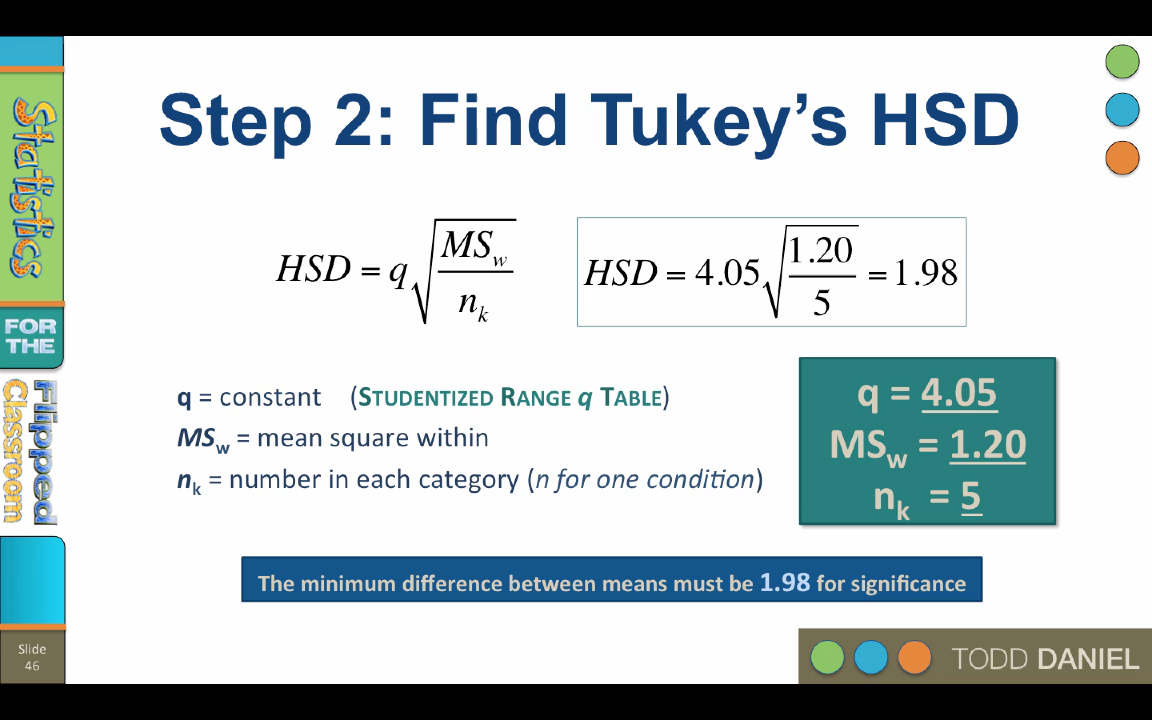 Step 2: Find Tukey's HSD
HSD = q√(MSw/nk)
HSD = 4.05√(1.20/5) = 1.98
q = constant (STUDENTIZED RANGE q TABLE)
MSw = mean square within
nk = number in each category (n for one condition)
q = 4.05
MSw = 1.20
nk = 5
The minimum difference between means must be 1.98 for significance
Statistics
FOR
THE
Flipped
Classroom
Slide
46
TODD DANIEL